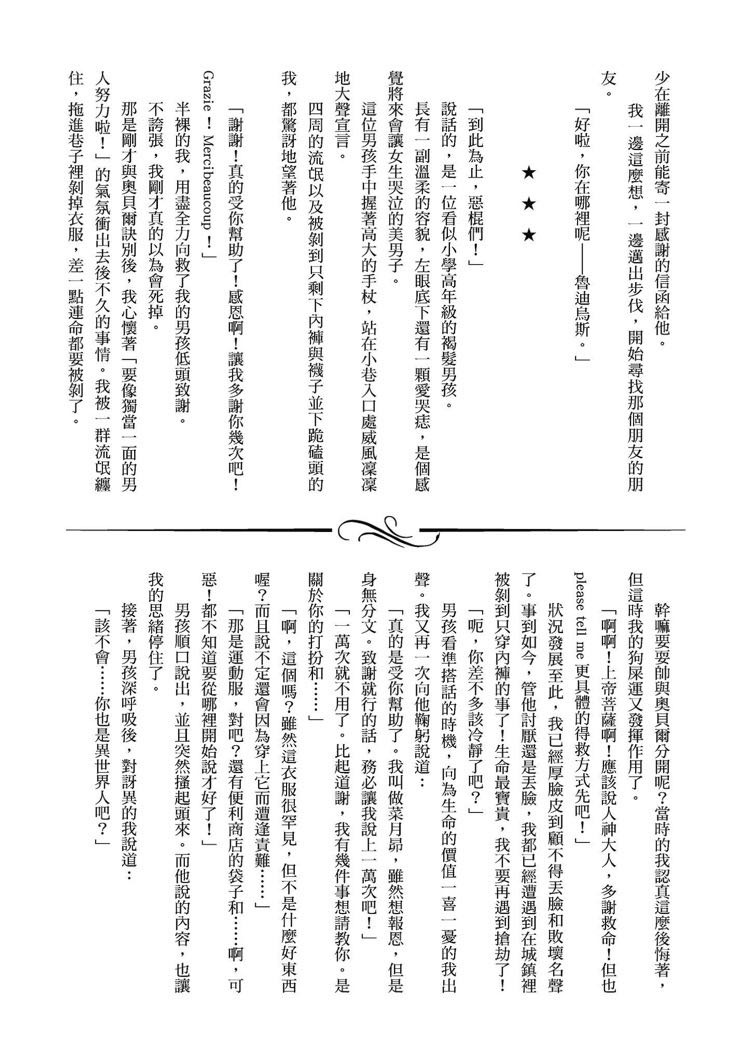 少在離開之前能寄一封感謝的信函給他。
我一邊這麼想，一邊邁出步伐，開始尋找那個朋友的朋
友。
「好啦，你在哪裡呢——魯迪烏斯。」
★ ★ ★
「到此為止，惡棍們！」
說話的，是一位看似小學高年級的褐髮男孩。
長有一副溫柔的容貌，左眼底下還有一顆愛哭痣，是個感
覺將來會讓女生哭泣的美男子。
這位男孩手中握著高大的手杖，站在小巷入口處威風凜凜
地大聲宣言。
四周的流氓以及被剝到只剩下內褲與襪子並下跪磕頭的
我，都驚訝地望著他。
「謝謝！真的受你幫助了！感恩啊！讓我多謝你幾次吧！
Grazie！Mercibeaucoup！」
半裸的我，用盡全力向救了我的男孩低頭致謝。
不誇張，我剛才真的以為會死掉。
那是剛才與奧貝爾訣別後，我心懷著「要像獨當一面的男
人努力啦！」的氣氛衝出去後不久的事情。我被一群流氓纏
住，拖進巷子裡剝掉衣服，差一點連命都要被剝了。
幹嘛要耍帥與奧貝爾分開呢？當時的我認真這麼後悔著，
但這時我的狗屎運又發揮作用了。
「啊啊！上帝菩薩啊！應該說人神大人，多謝救命！但也
please tell me 更具體的得救方式先吧！」
狀況發展至此，我已經厚臉皮到顧不得丟臉和敗壞名聲
了。事到如今，管他討厭還是丟臉，我都已經遭遇到在城鎮裡
被剝到只穿內褲的事了！生命最寶貴，我不要再遇到搶劫了！
「呃，你差不多該冷靜了吧？」
男孩看準搭話的時機，向為生命的價值一喜一憂的我出
聲。我又再一次向他鞠躬說道：
「真的是受你幫助了。我叫做菜月昴，雖然想報恩，但是
身無分文。致謝就行的話，務必讓我說上一萬次吧！」
「一萬次就不用了。比起道謝，我有幾件事想請教你。是
關於你的打扮和……」
「啊，這個嗎？雖然這衣服很罕見，但不是什麼好東西
喔？而且說不定還會因為穿上它而遭逢責難……」
「那是運動服，對吧？還有便利商店的袋子和……啊，可
惡！都不知道要從哪裡開始說才好了！」
男孩順口說出，並且突然搔起頭來。而他說的內容，也讓
我的思緒停住了。
接著，男孩深呼吸後，對訝異的我說道：
「該不會……你也是異世界人吧？」